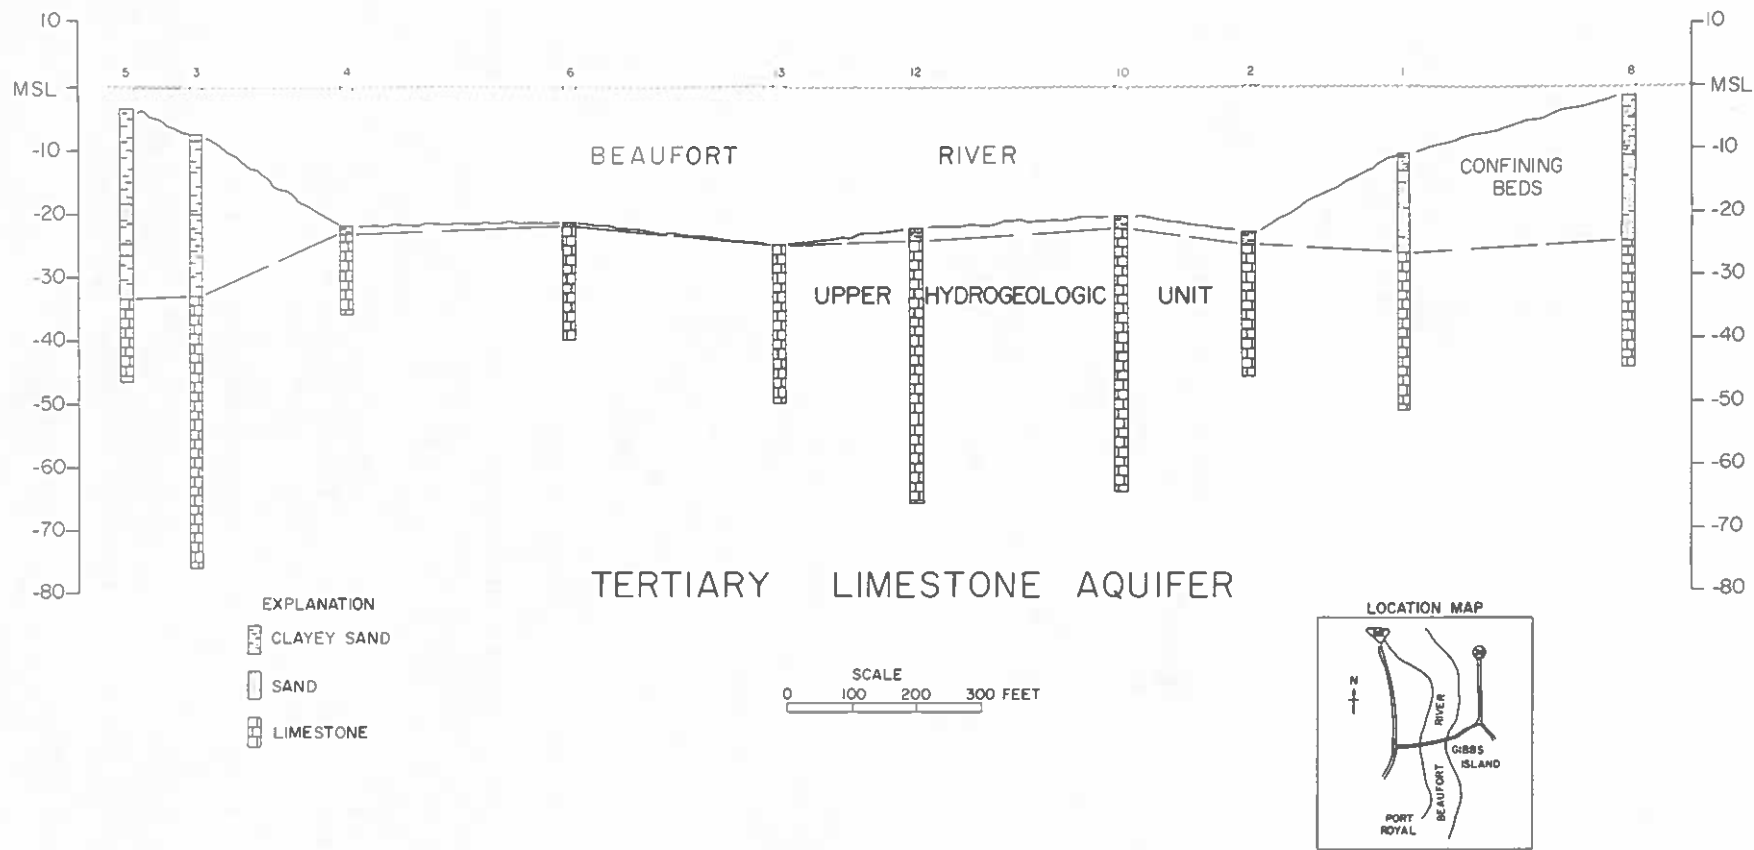 10 10
5 3 4 6 13 12 10 2 1 8
MSL MSL
-10 BEAUFORT RIVER CONFINING -10
BEDS
-20 -20
-30 UPPER HYDROGEOLOGIC UNIT -30
-40 -40
-50 -50
-60 -60
-70 -70
-80 TERTIARY LIMESTONE AQUIFER -80
EXPLANATION
CLAYEY SAND
SAND
LIMESTONE
SCALE
0 100 200 300 FEET
LOCATION MAP
N
RIVER
GIBBS
ISLAND
BEAUFORT
PORT
ROYAL